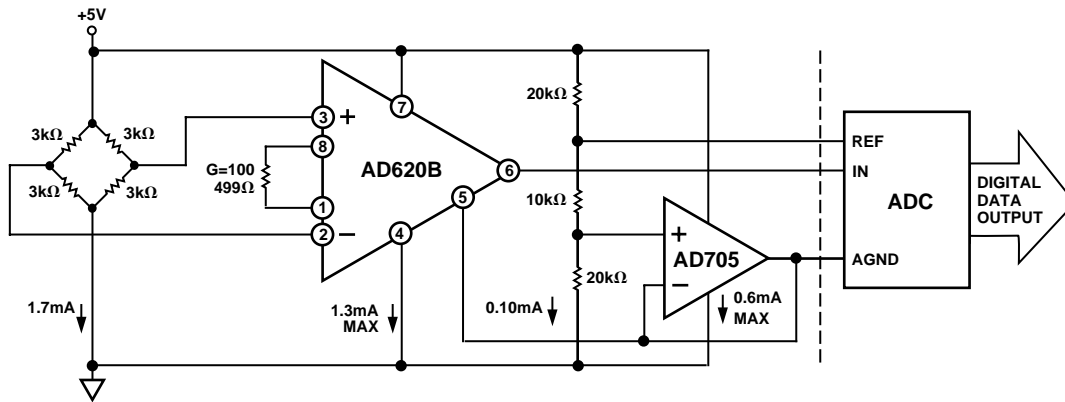 +5V
3kΩ
3kΩ
3kΩ
3kΩ
1.7mA
G=100
499Ω
3
8
1
2
+
−
7
AD620B
6
5
4
1.3mA
MAX
20kΩ
10kΩ
20kΩ
0.10mA
+
AD705
−
0.6mA
MAX
REF
IN
ADC
AGND
DIGITAL
DATA
OUTPUT